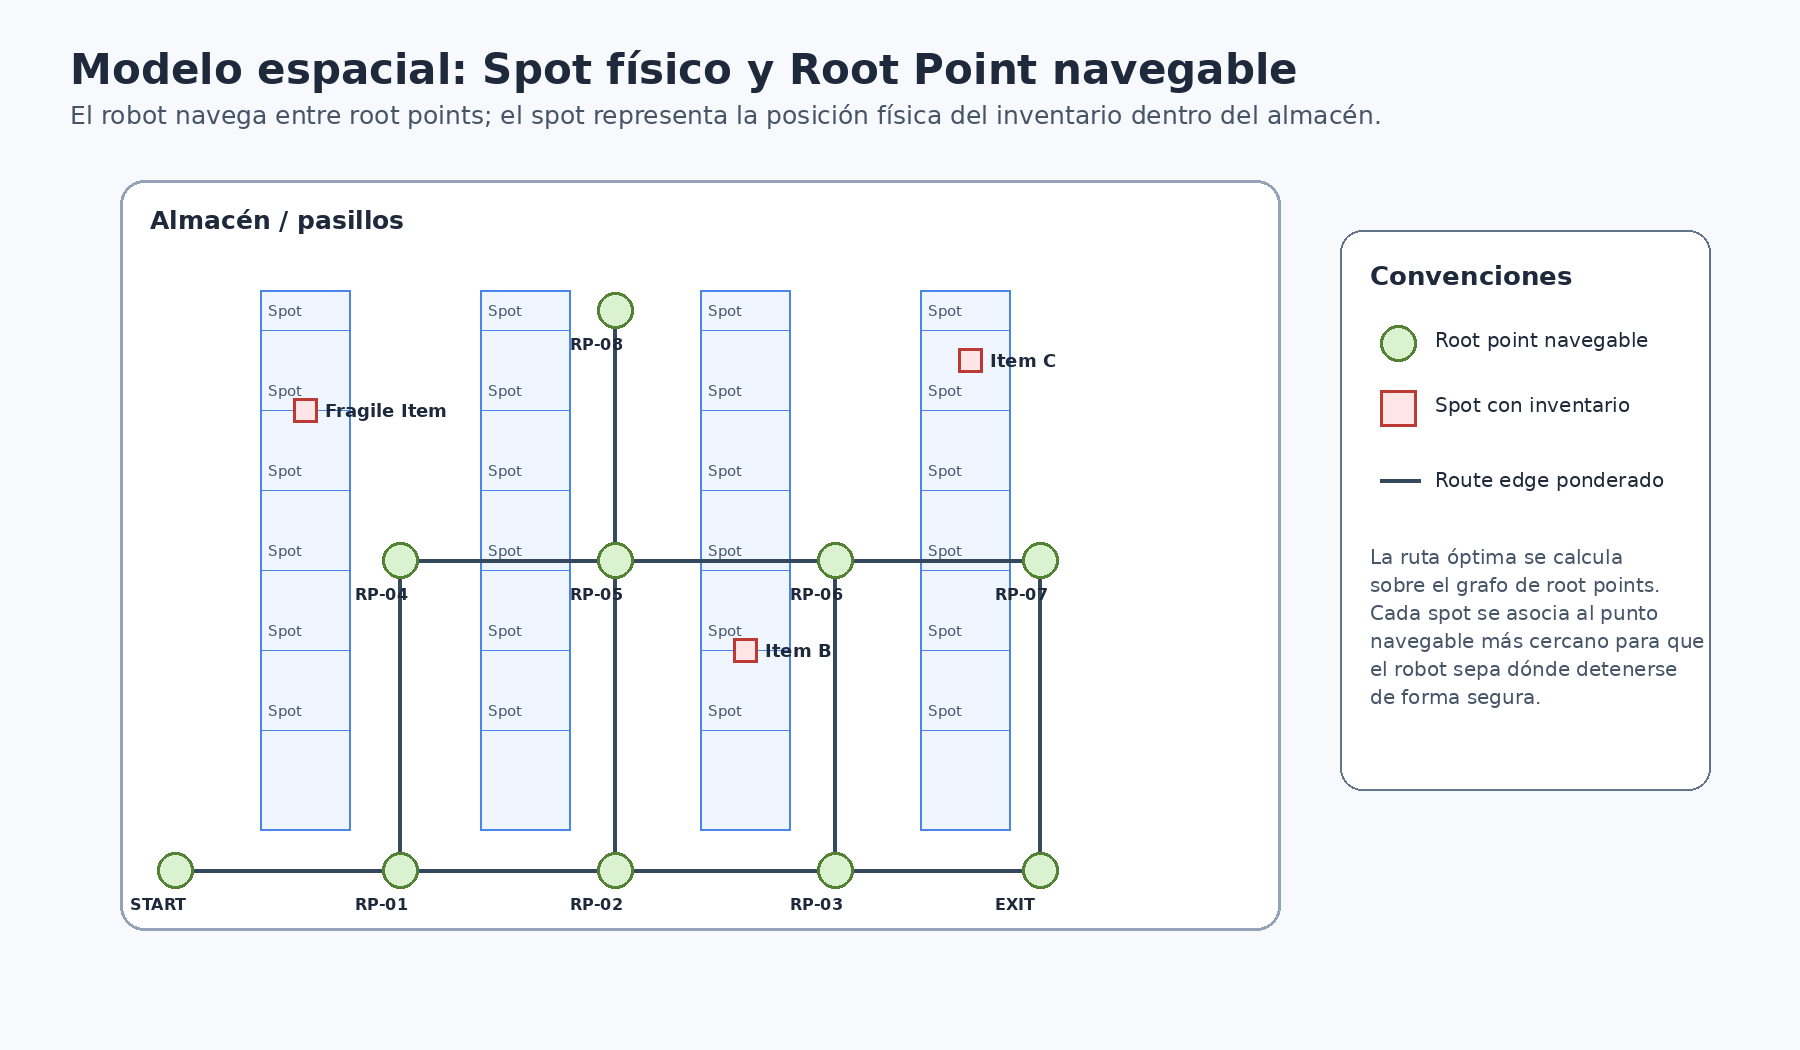 Modelo espacial: Spot físico y Root Point navegable
El robot navega entre root points; el spot representa la posición física del inventario dentro del almacén.
Almacén / pasillos
Spot
Spot
Spot
Spot
RP-08
Item C
Spot
Spot
Spot
Spot
Fragile Item
Spot
Spot
Spot
Spot
Spot
Spot
Spot
Spot
RP-04
RP-05
RP-06
RP-07
Spot
Spot
Spot
Spot
Item B
Spot
Spot
Spot
Spot
START
RP-01
RP-02
RP-03
EXIT
Convenciones
Root point navegable
Spot con inventario
Route edge ponderado
La ruta óptima se calcula
sobre el grafo de root points.
Cada spot se asocia al punto
navegable más cercano para que
el robot sepa dónde detenerse
de forma segura.